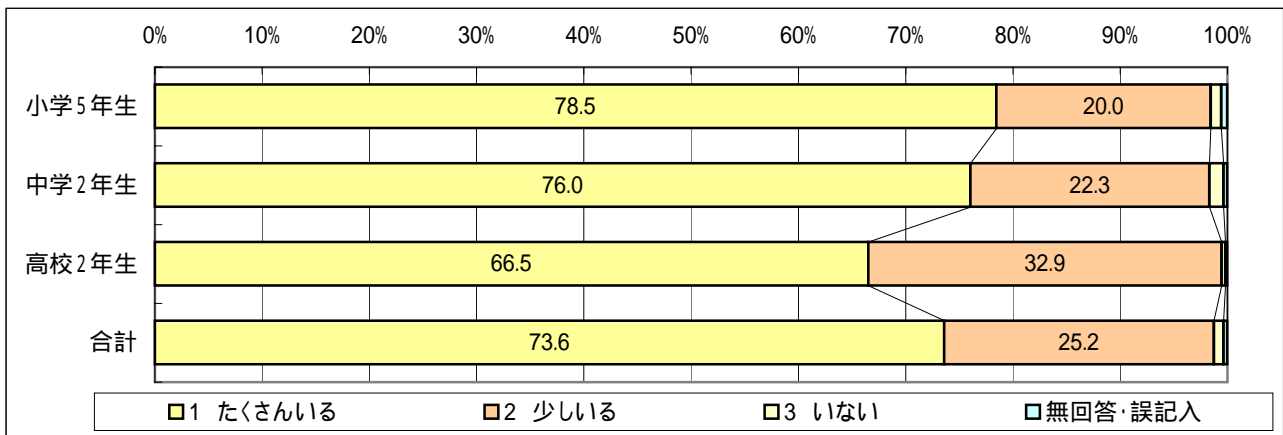 0% 10% 20% 30% 40% 50% 60% 70% 80% 90% 100%
小学5年生 78.5 20.0
中学2年生 76.0 22.3
高校2年生 66.5 32.9
合計 73.6 25.2
1 たくさんいる 2 少しいる 3 いない 無回答・誤記入